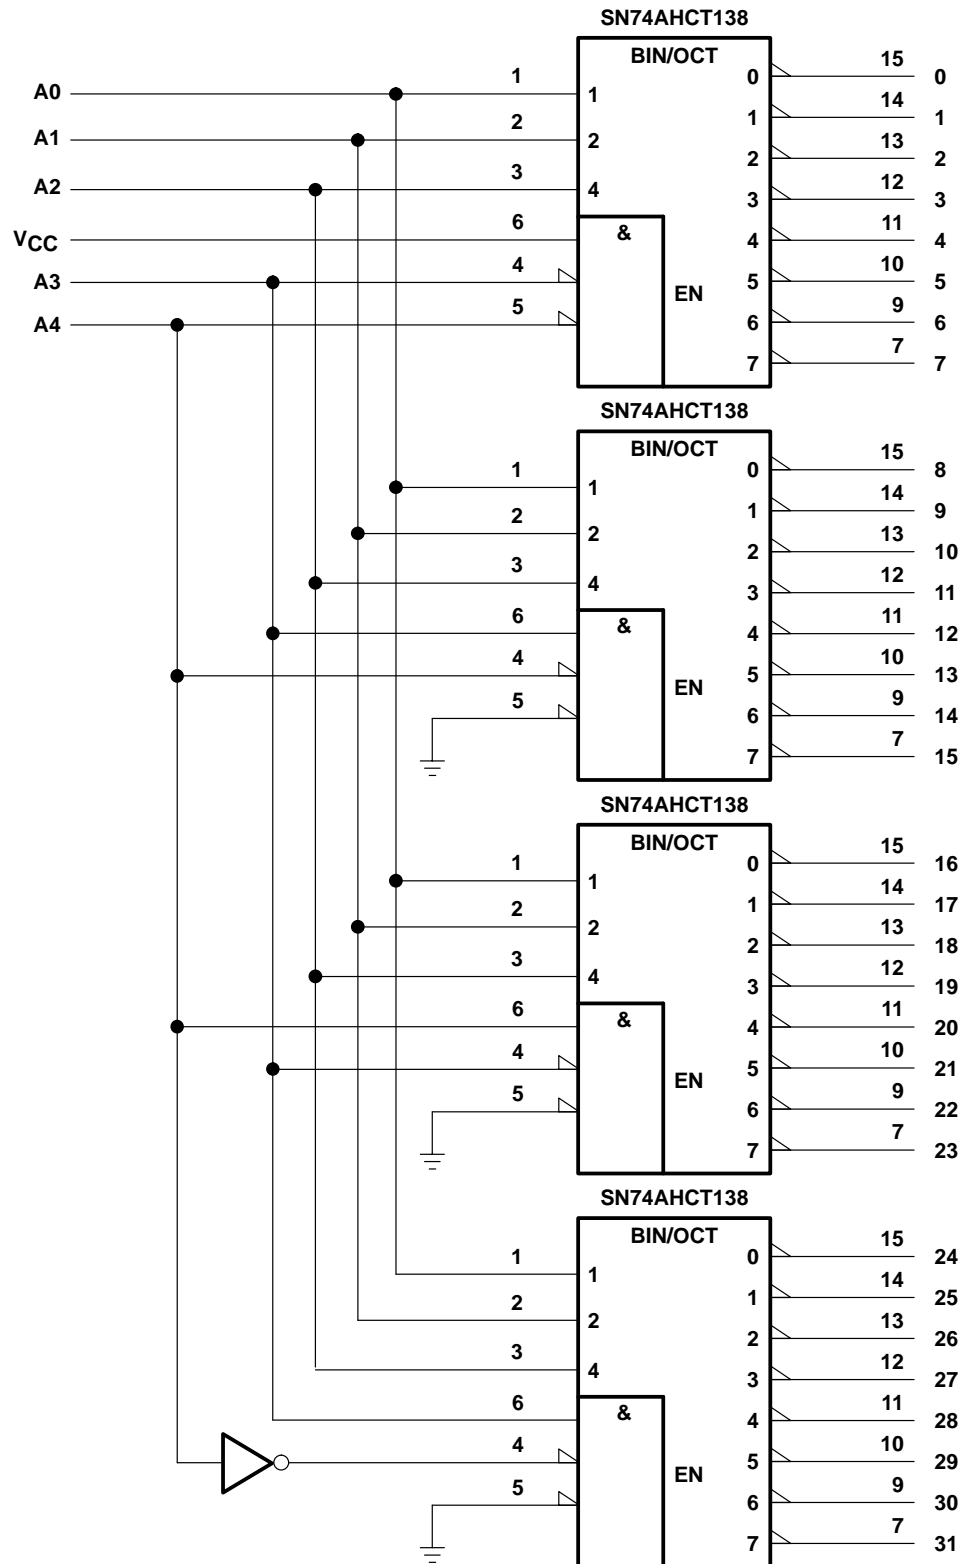 SN74AHCT138
BIN/OCT
0 15 0
1 1
A0
1 14 1
2 2
A1
2 13 2
3 4
A2
3 12 3
6 &
VCC
4 11 4
4
A3
5 10 5
EN
5
A4
6 9 6
7 7 7
SN74AHCT138
BIN/OCT
0 15 8
1 1
1 14 9
2 2
2 13 10
3 4
3 12 11
6 &
4 11 12
4
5 10 13
EN
5
6 9 14
7 7 15
SN74AHCT138
BIN/OCT
0 15 16
1 1
1 14 17
2 2
2 13 18
3 4
3 12 19
6 &
4 11 20
4
5 10 21
EN
5
6 9 22
7 7 23
SN74AHCT138
BIN/OCT
0 15 24
1 1
1 14 25
2 2
2 13 26
3 4
3 12 27
6 &
4 11 28
4
5 10 29
EN
5
6 9 30
7 7 31